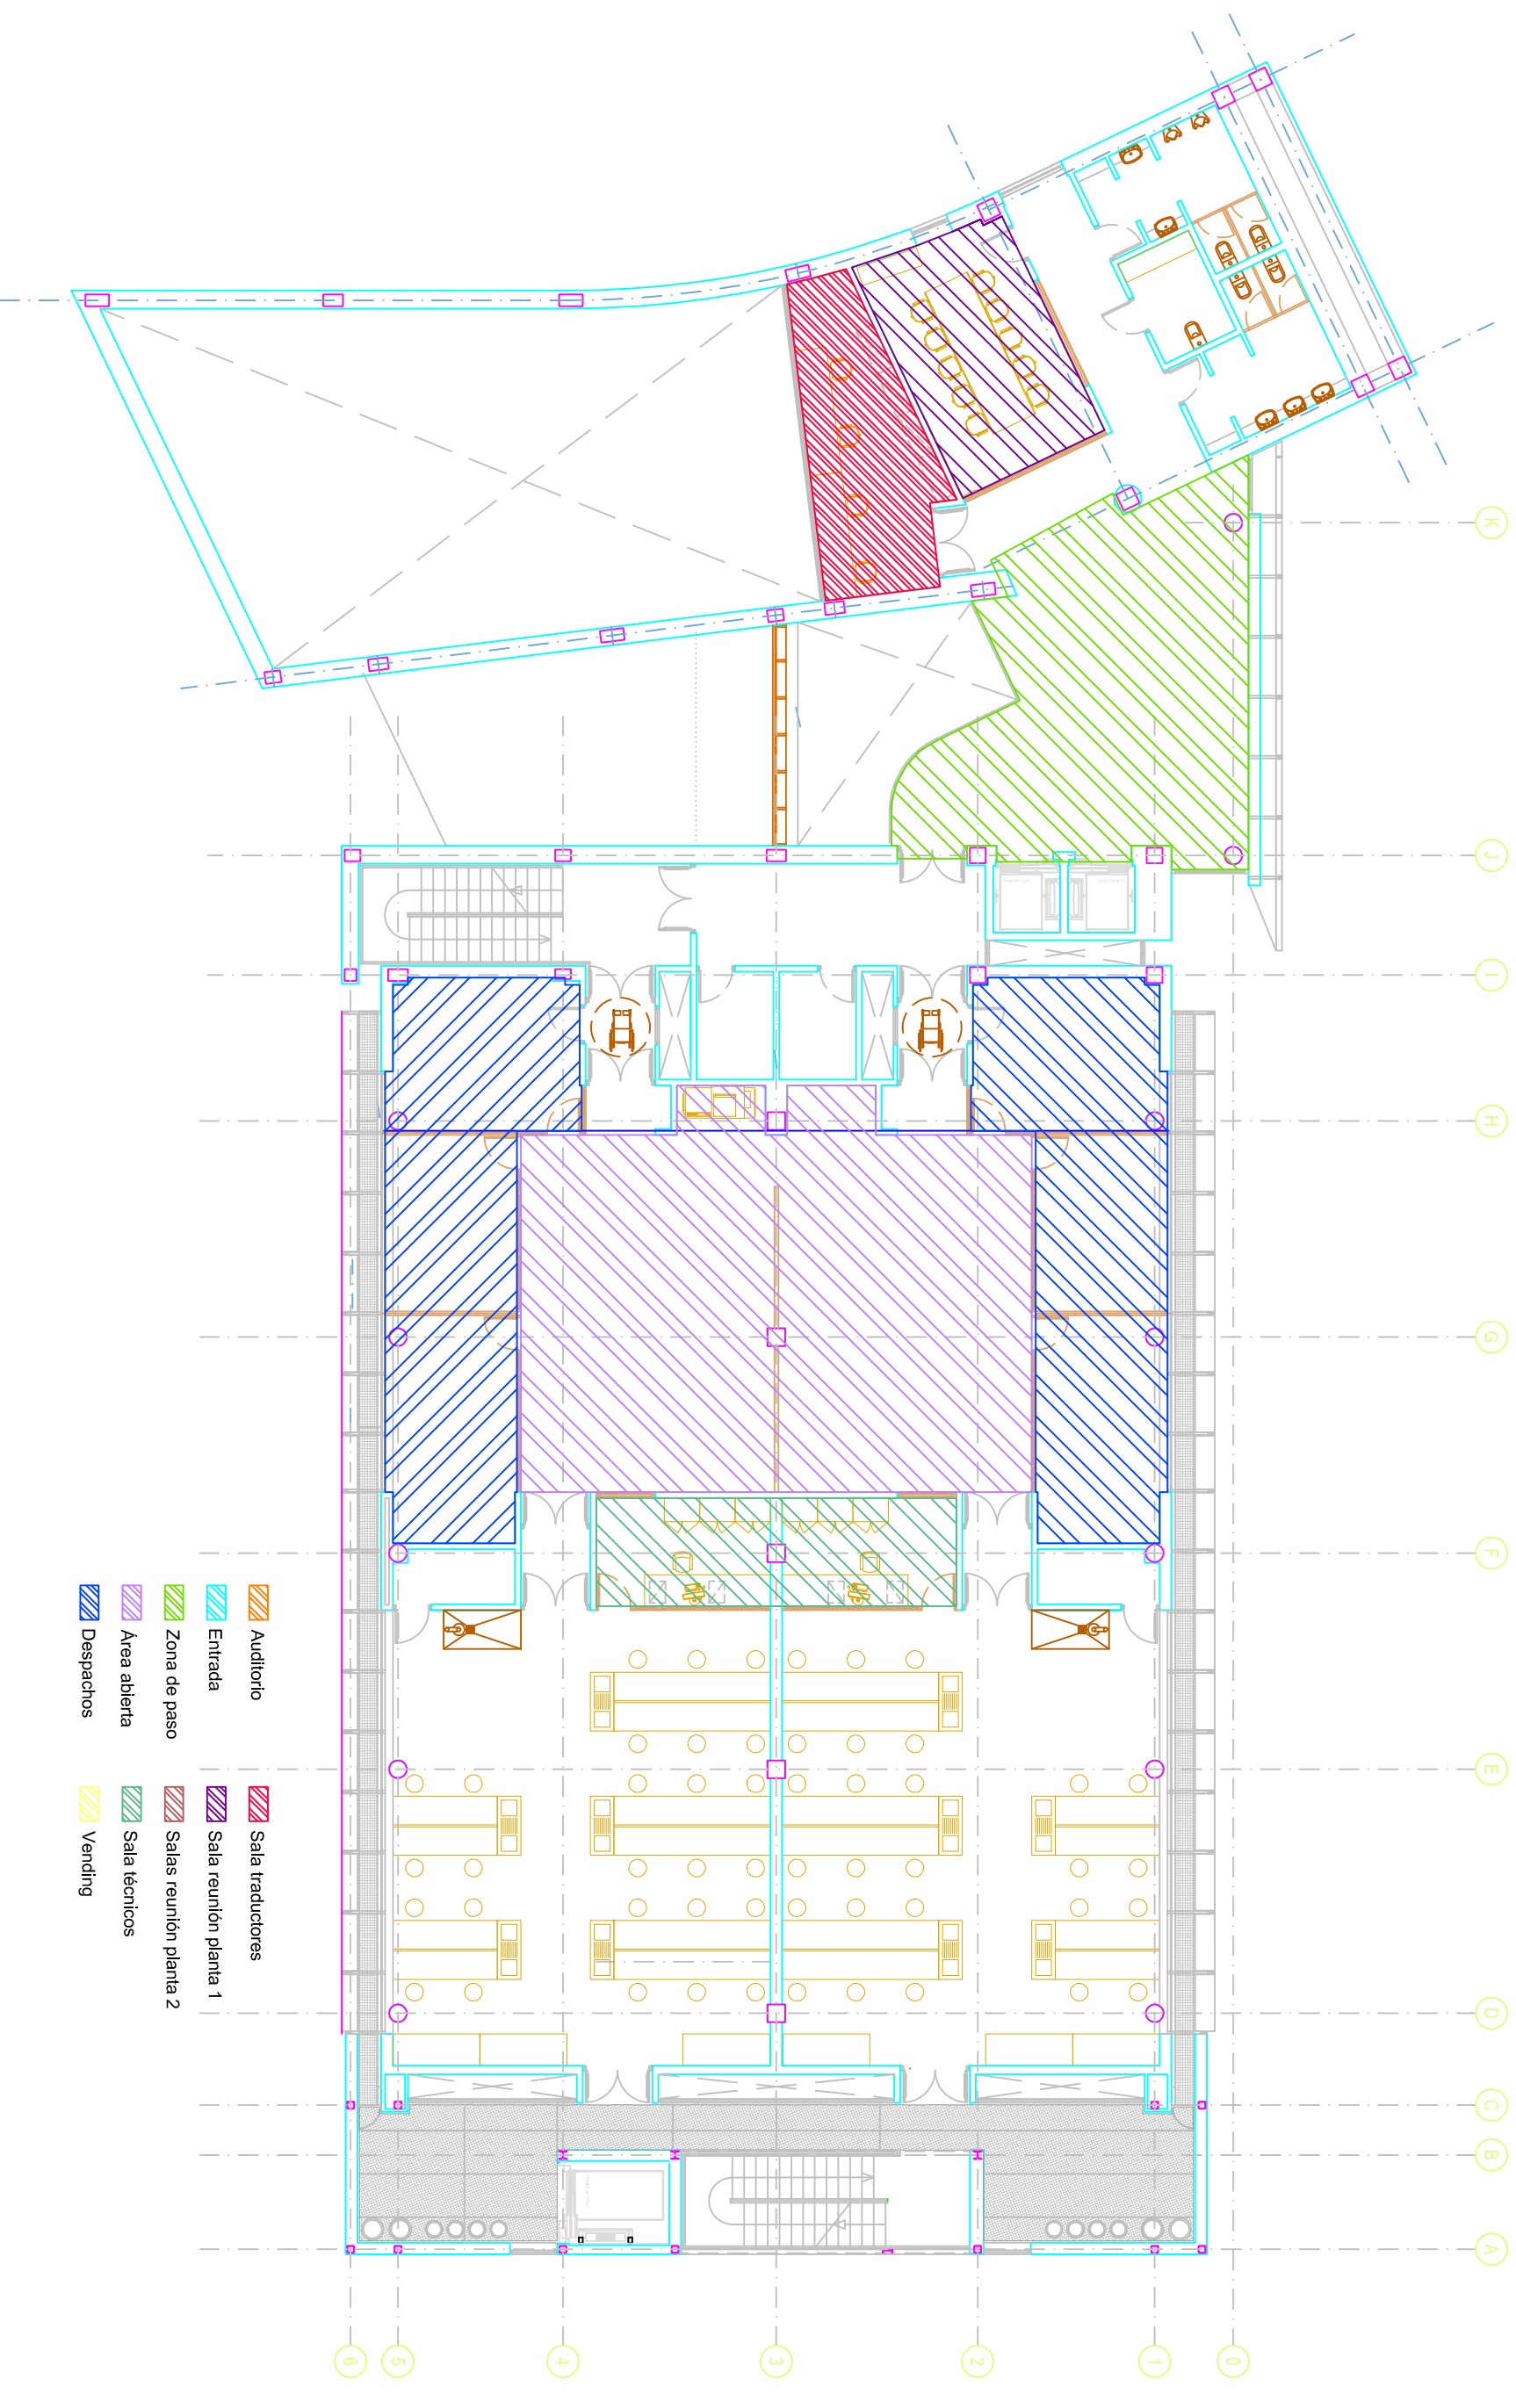 Auditorio
Entrada
Zona de paso
Área abierta
Despachos
Sala traductores
Sala reunión planta 1
Salas reunión planta 2
Sala técnicos
Vending
K
J
I
H
G
F
E
D
C
B
A
6
5
4
3
2
1
0